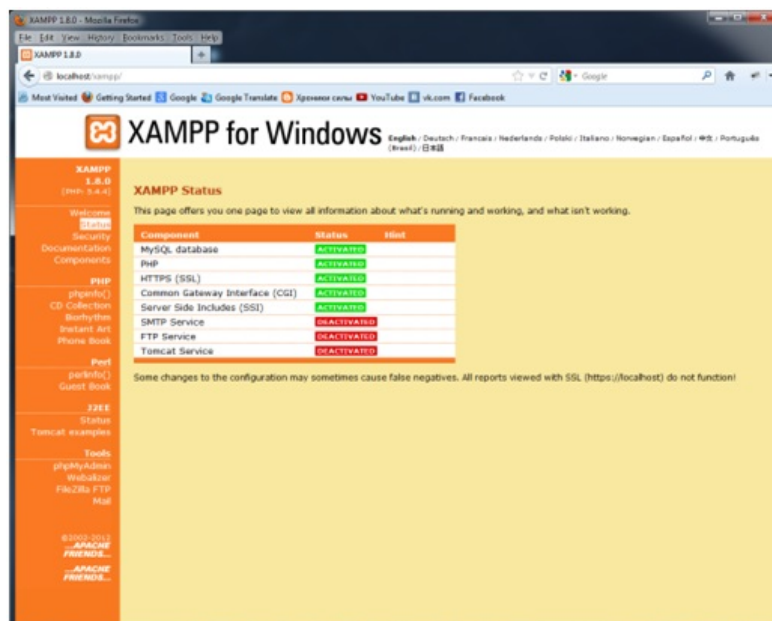 XAMPP 1.8.0 - Mozilla Firefox
File Edit View History Bookmarks Tools Help
XAMPP 1.8.0
localhost/xampp/
Google
Most Visited Getting Started Google Google Translate Хроники силы YouTube vk.com Facebook
XAMPP for Windows
English / Deutsch / Francais / Nederlands / Polski / Italiano / Norwegian / Español / 中文 / Português
(Brasil) / 日本語
XAMPP
1.8.0
[PHP: 5.4.4]
Welcome
Status
Security
Documentation
Components
PHP
phpinfo()
CD Collection
Biorhythm
Instant Art
Phone Book
Perl
perlinfo()
Guest Book
J2EE
Status
Tomcat examples
Tools
phpMyAdmin
Webalizer
FileZilla FTP
Mail
©2002-2012
...APACHE
FRIENDS...
...APACHE
FRIENDS...
XAMPP Status
This page offers you one page to view all information about what's running and working, and what isn't working.
Component Status Hint
MySQL database ACTIVATED
PHP ACTIVATED
HTTPS (SSL) ACTIVATED
Common Gateway Interface (CGI) ACTIVATED
Server Side Includes (SSI) ACTIVATED
SMTP Service DEACTIVATED
FTP Service DEACTIVATED
Tomcat Service DEACTIVATED
Some changes to the configuration may sometimes cause false negatives. All reports viewed with SSL (https://localhost) do not function!